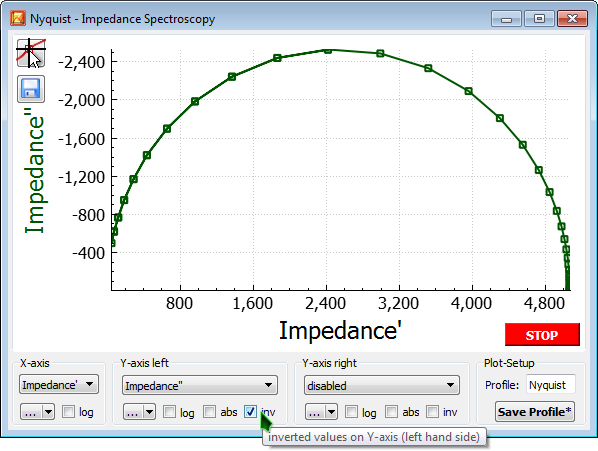 Nyquist - Impedance Spectroscopy
-2,400
-2,000
-1,600
-1,200
-800
-400
Impedance"
800 1,600 2,400 3,200 4,000 4,800
Impedance'
STOP
X-axis Y-axis left Y-axis right Plot-Setup
Impedance' Impedance" disabled Profile: Nyquist
... log ... log abs inv ... log abs inv Save Profile*
inverted values on Y-axis (left hand side)